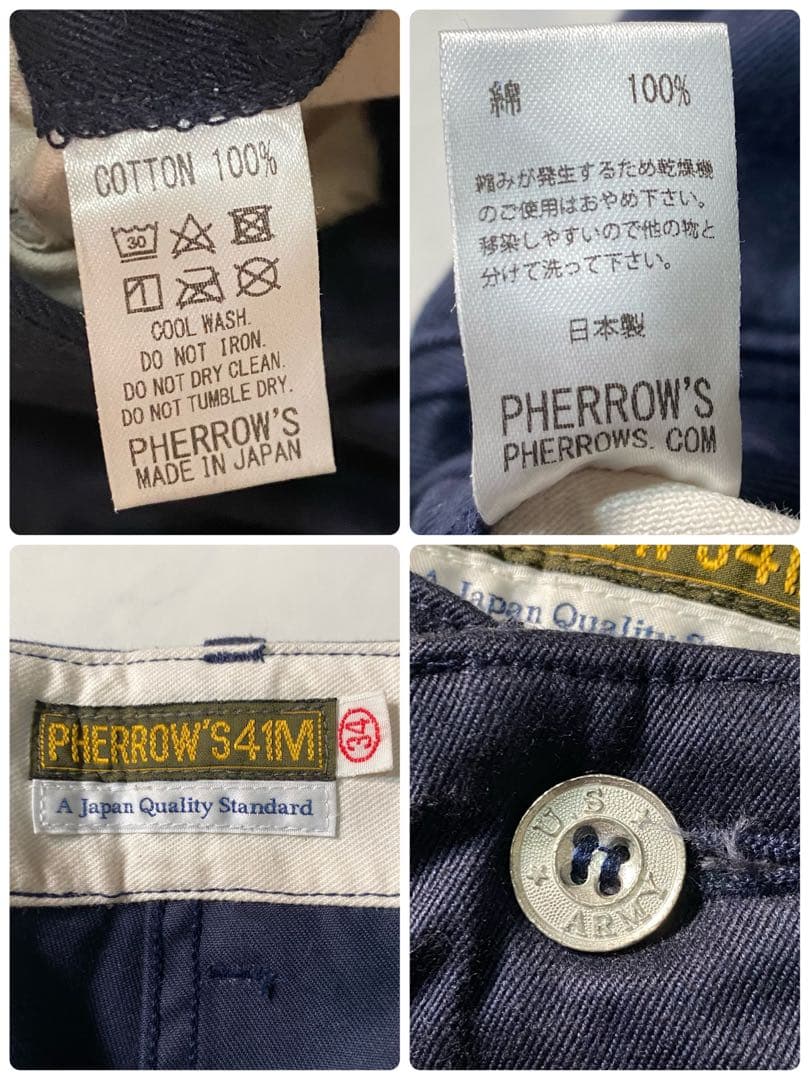 COTTON 100%
30
COOL WASH.
DO NOT IRON.
DO NOT DRY CLEAN.
DO NOT TUMBLE DRY.
PHERROW'S
MADE IN JAPAN
綿 100%
縮みが発生するため乾燥機
のご使用はおやめ下さい。
移染しやすいので他の物と
分けて洗って下さい。
日本製
PHERROW'S
PHERROWS. COM
PHERROW'S41M
34
A Japan Quality Standard
A Japan Quality S
US
ARMY